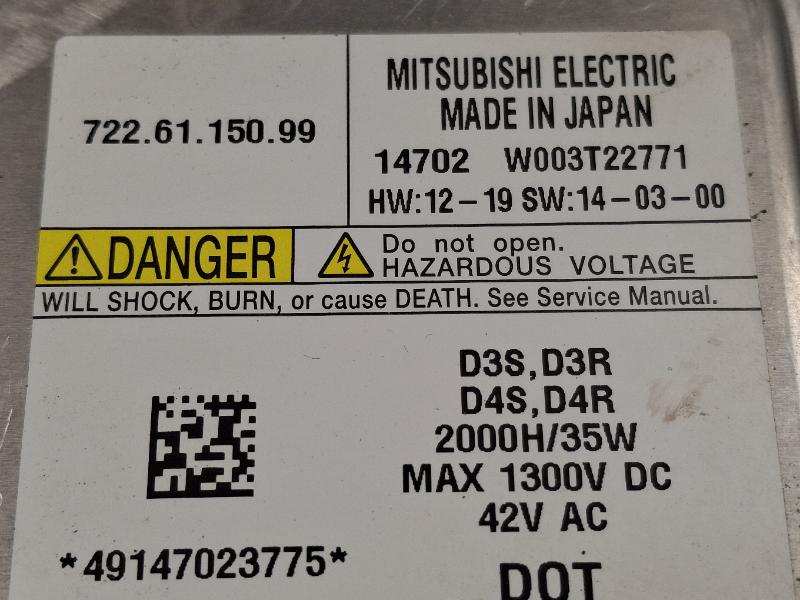 722.61.150.99
MITSUBISHI ELECTRIC
MADE IN JAPAN
14702 W003T22771
HW:12-19 SW:14-03-00
DANGER
Do not open.
HAZARDOUS VOLTAGE
WILL SHOCK, BURN, or cause DEATH. See Service Manual.
D3S,D3R
D4S,D4R
2000H/35W
MAX 1300V DC
42V AC
*49147023775*
DOT